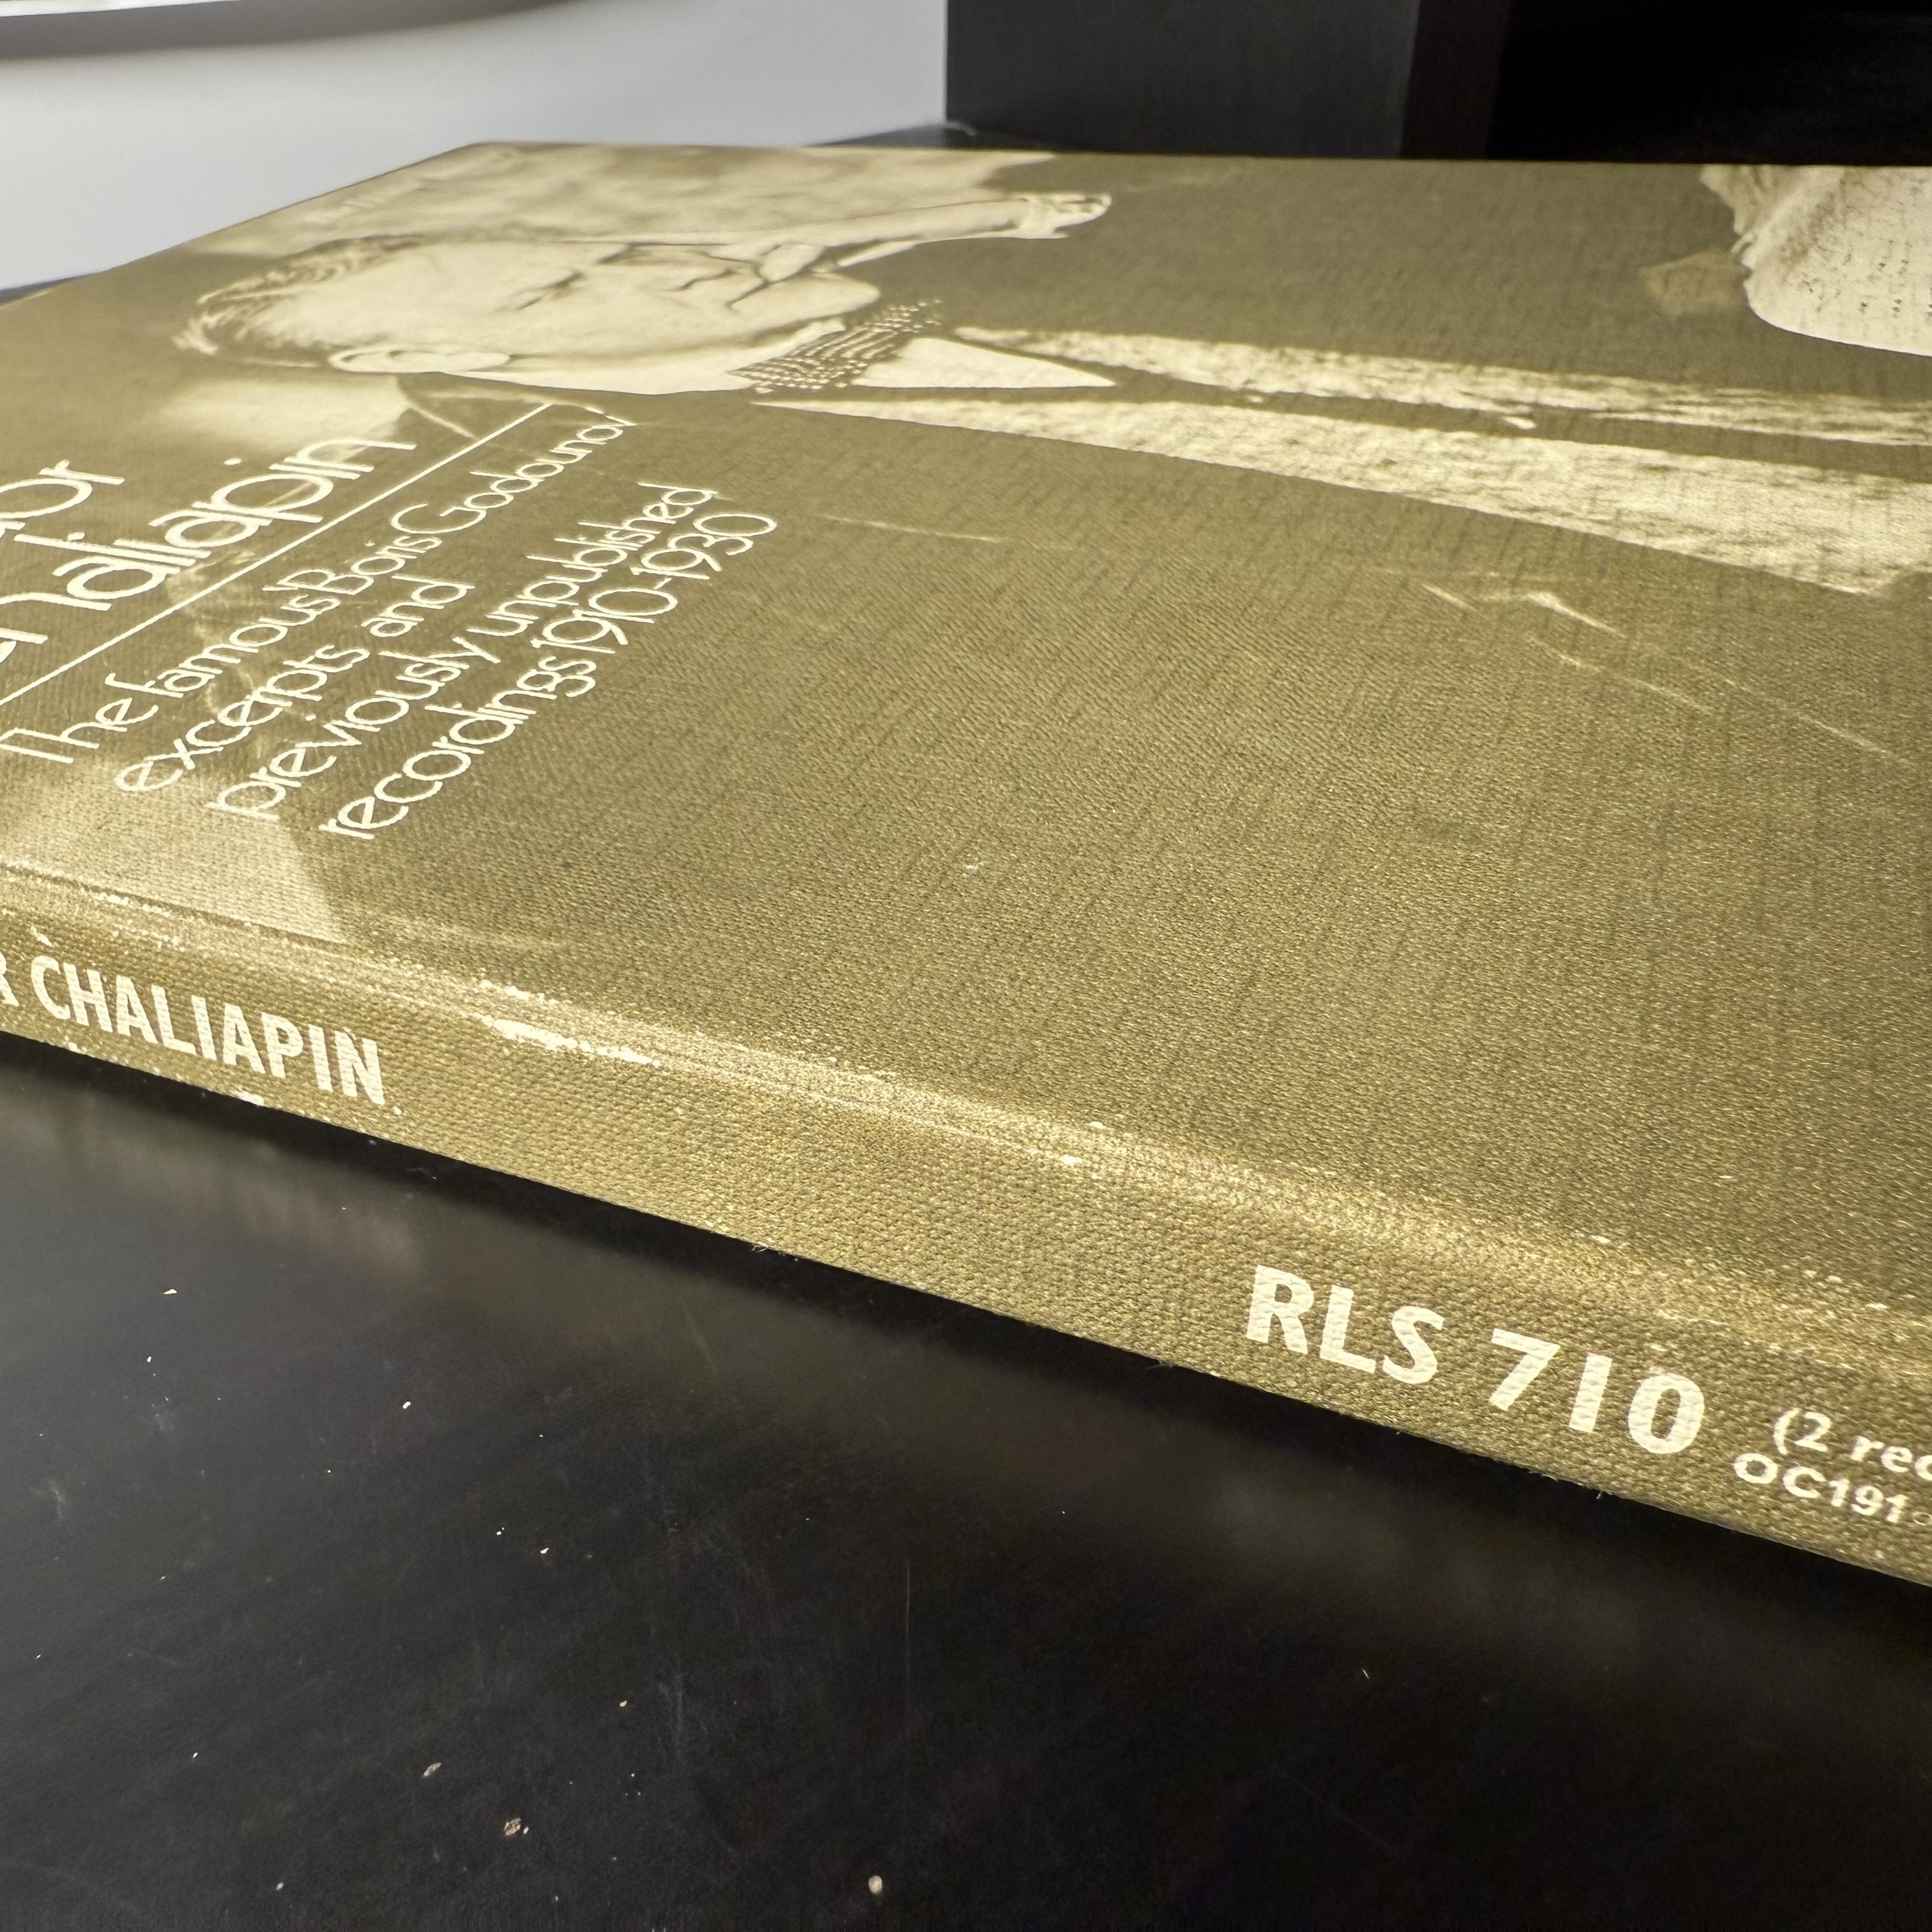 Chaliapin
The famous Boris Godounov
excerpts and
previously unpublished
recordings 1910-1930
R CHALIAPIN
RLS 710
(2 rec
OC191